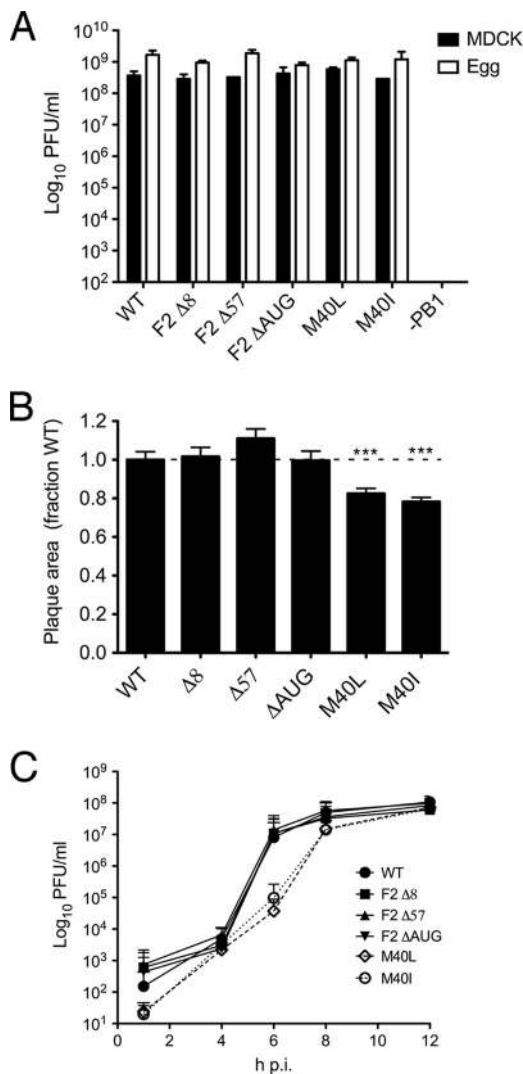 A
MDCK
Egg
Log10 PFU/ml
10^10
10^9
10^8
10^7
10^6
10^5
10^4
10^3
10^2
WT
F2 Δ8
F2 Δ57
F2 ΔAUG
M40L
M40I
-PB1
B
Plaque area (fraction WT)
1.2
1.0
0.8
0.6
0.4
0.2
0.0
*** ***
WT
Δ8
Δ57
ΔAUG
M40L
M40I
C
Log10 PFU/ml
10^9
10^8
10^7
10^6
10^5
10^4
10^3
10^2
10^1
WT
F2 Δ8
F2 Δ57
F2 ΔAUG
M40L
M40I
0 2 4 6 8 10 12
h p.i.